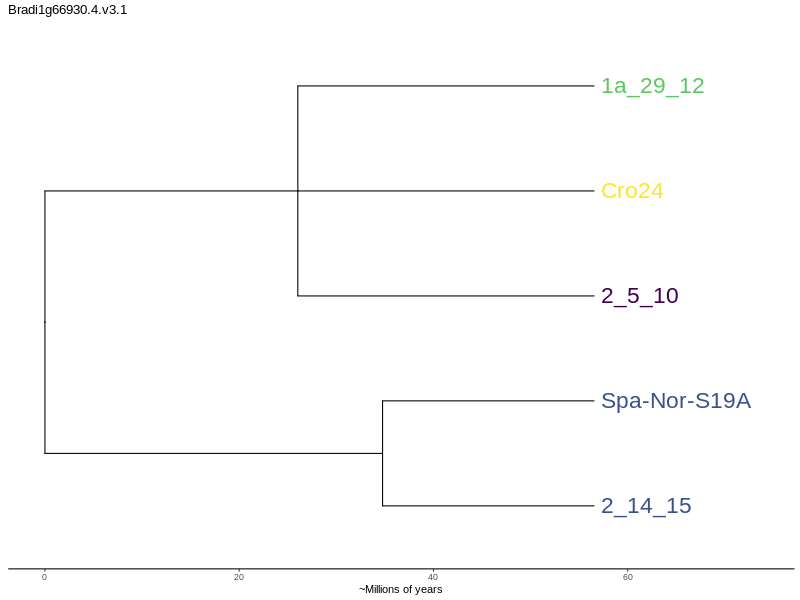 Bradi1g66930.4.v3.1
1a_29_12
Cro24
2_5_10
Spa-Nor-S19A
2_14_15
0 20 40 60
~Millions of years